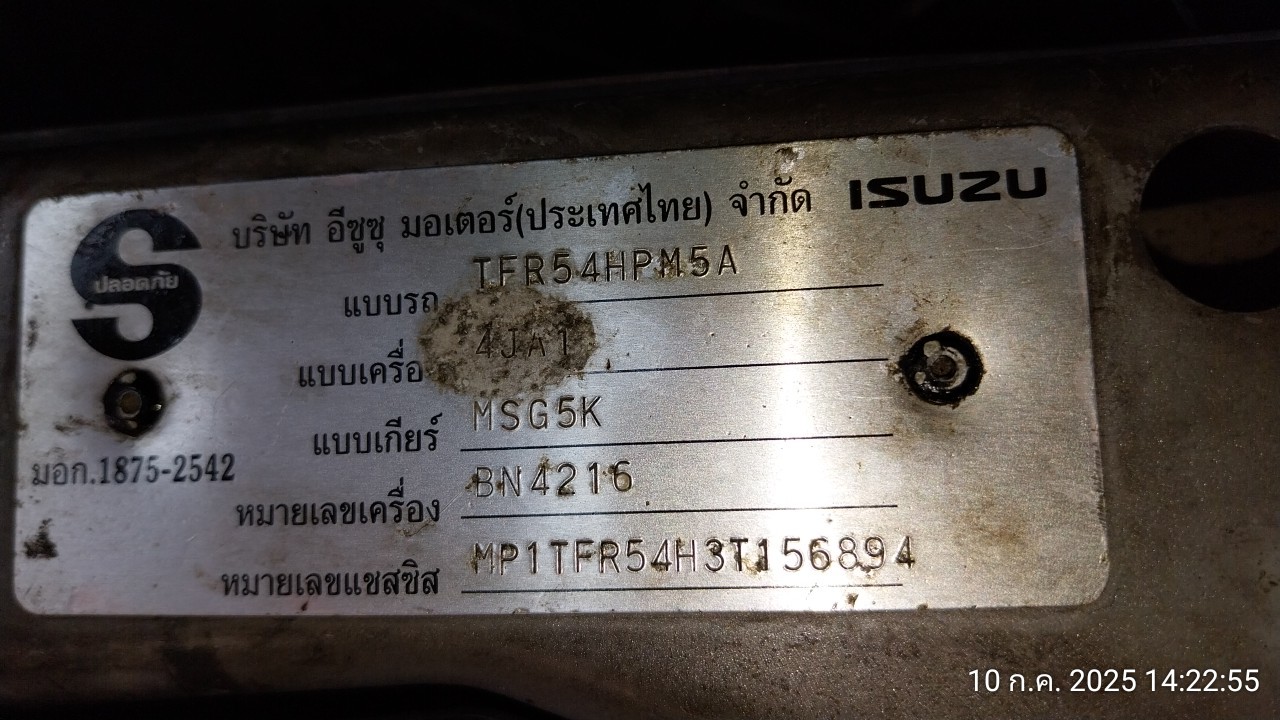 บริษัท อีซูซุ มอเตอร์(ประเทศไทย) จำกัด ISUZU
ปลอดภัย
แบบรถ TFR54HPM5A
แบบเครื่อ 4JA1
แบบเกียร์ MSG5K
มอก.1875-2542
หมายเลขเครื่อง BN4216
หมายเลขแชสซิส MP1TFR54H3T156894
10 ก.ค. 2025 14:22:55